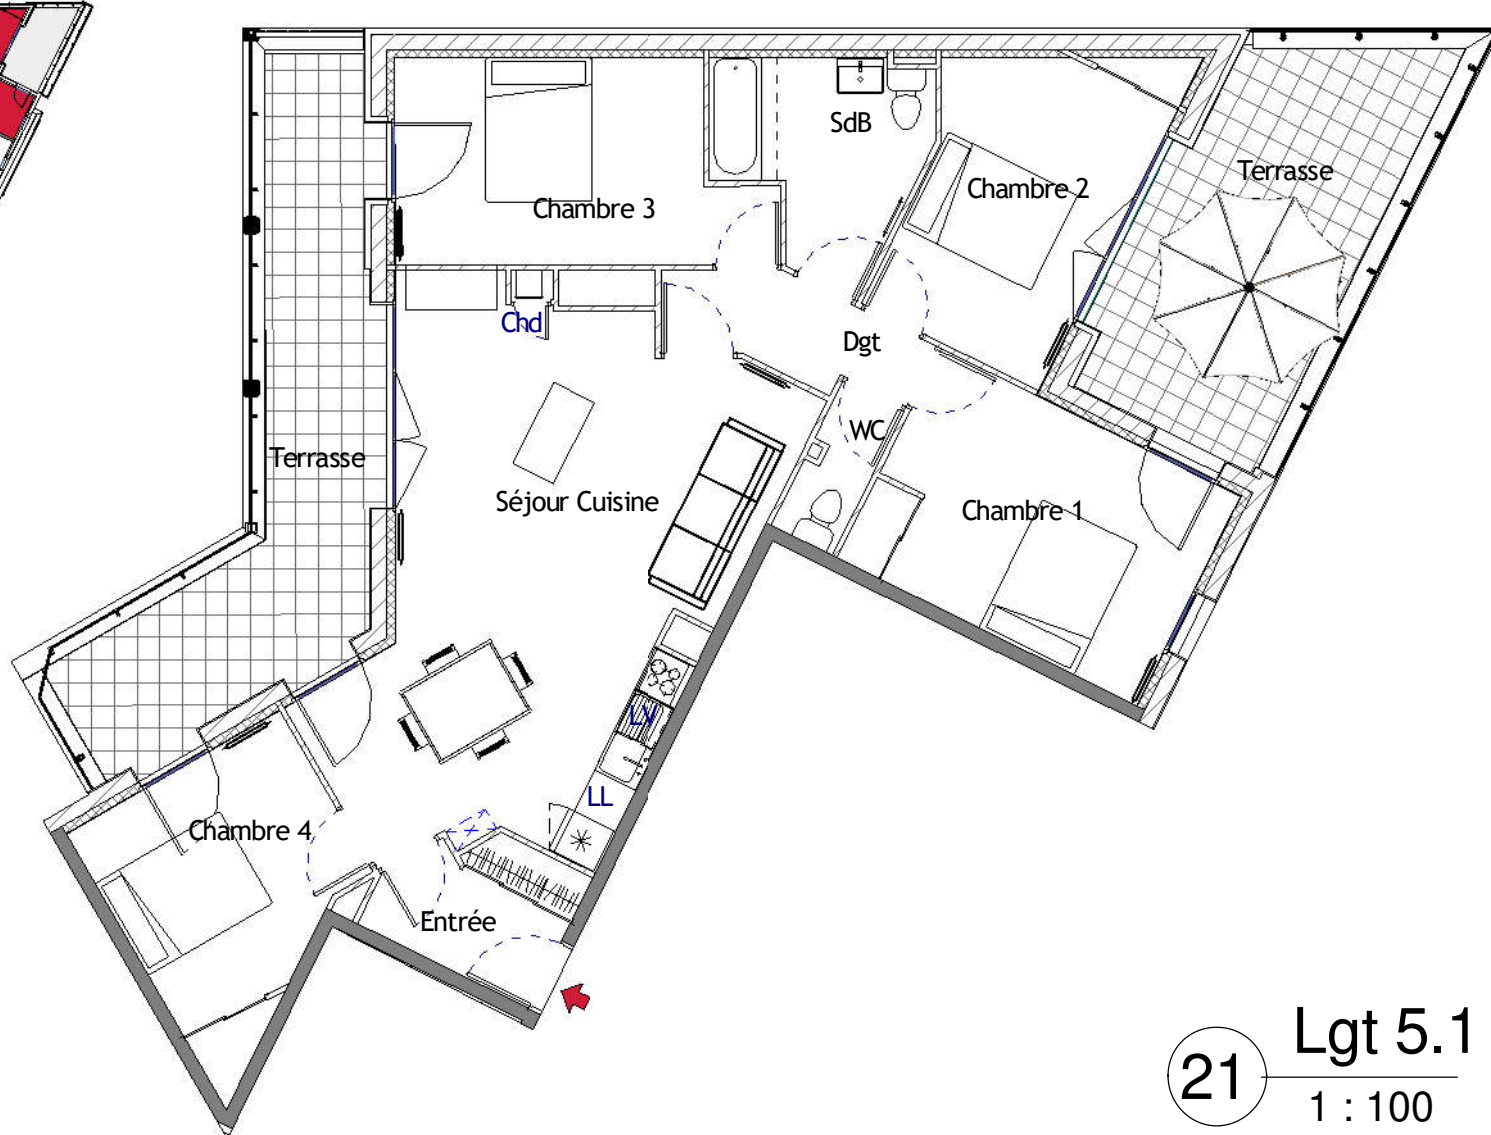 SdB
Terrasse
Chambre 2
Chambre 3
Chd
Dgt
WC
Terrasse
Séjour Cuisine
Chambre 1
LV
LL
Chambre 4
Entrée
21
Lgt 5.1
1 : 100